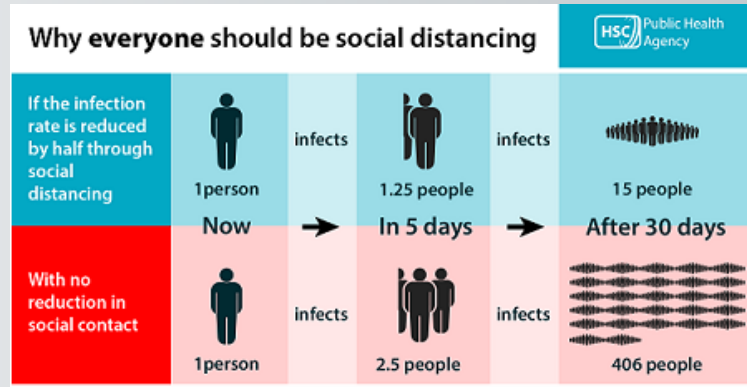 Why everyone should be social distancing
HSC Public Health
Agency
If the infection
rate is reduced
by half through
social
distancing
infects
infects
1person
1.25 people
15 people
Now
In 5 days
After 30 days
With no
reduction in
social contact
infects
infects
1person
2.5 people
406 people